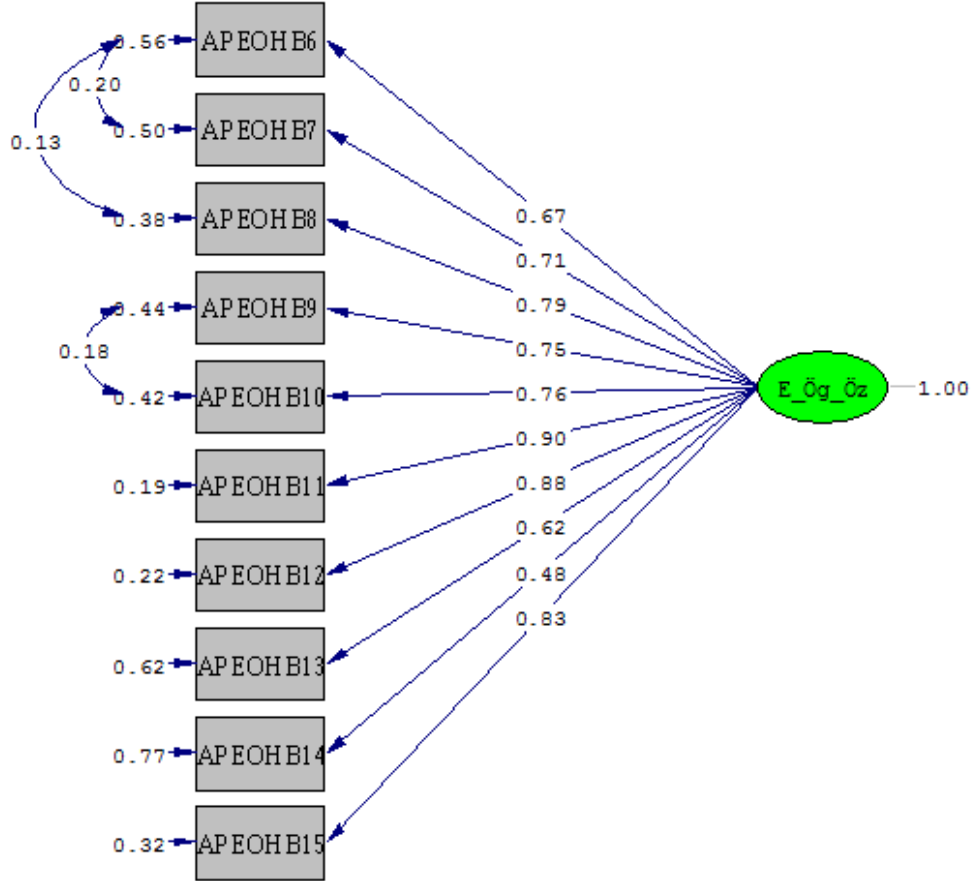 0.56 APEOHB6
0.20
0.50 APEOHB7
0.13
0.38 APEOHB8
0.67
0.71
0.79
0.44 APEOHB9
0.18
0.75
0.42 APEOHB10
0.76
E_Ög_Öz 1.00
0.90
0.19 APEOHB11
0.88
0.62
0.22 APEOHB12
0.48
0.83
0.62 APEOHB13
0.77 APEOHB14
0.32 APEOHB15